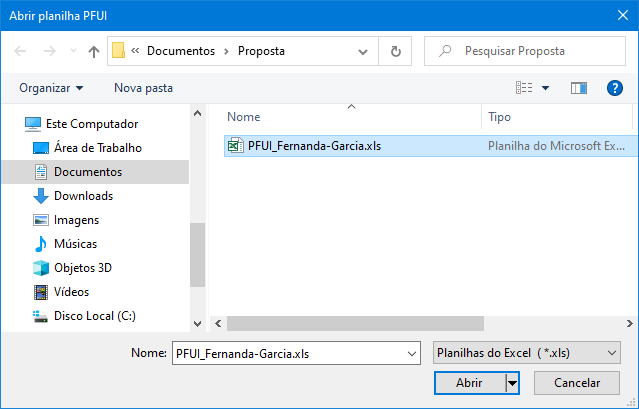 Abrir planilha PFUI
« Documentos › Proposta
Pesquisar Proposta
Organizar
Nova pasta
?
Nome
Tipo
Este Computador
Área de Trabalho
Documentos
Downloads
Imagens
Músicas
Objetos 3D
Vídeos
Disco Local (C:)
PFUI_Fernanda-Garcia.xls
Planilha do Microsoft Ex...
Nome:
PFUI_Fernanda-Garcia.xls
Planilhas do Excel ( *.xls)
Abrir
Cancelar